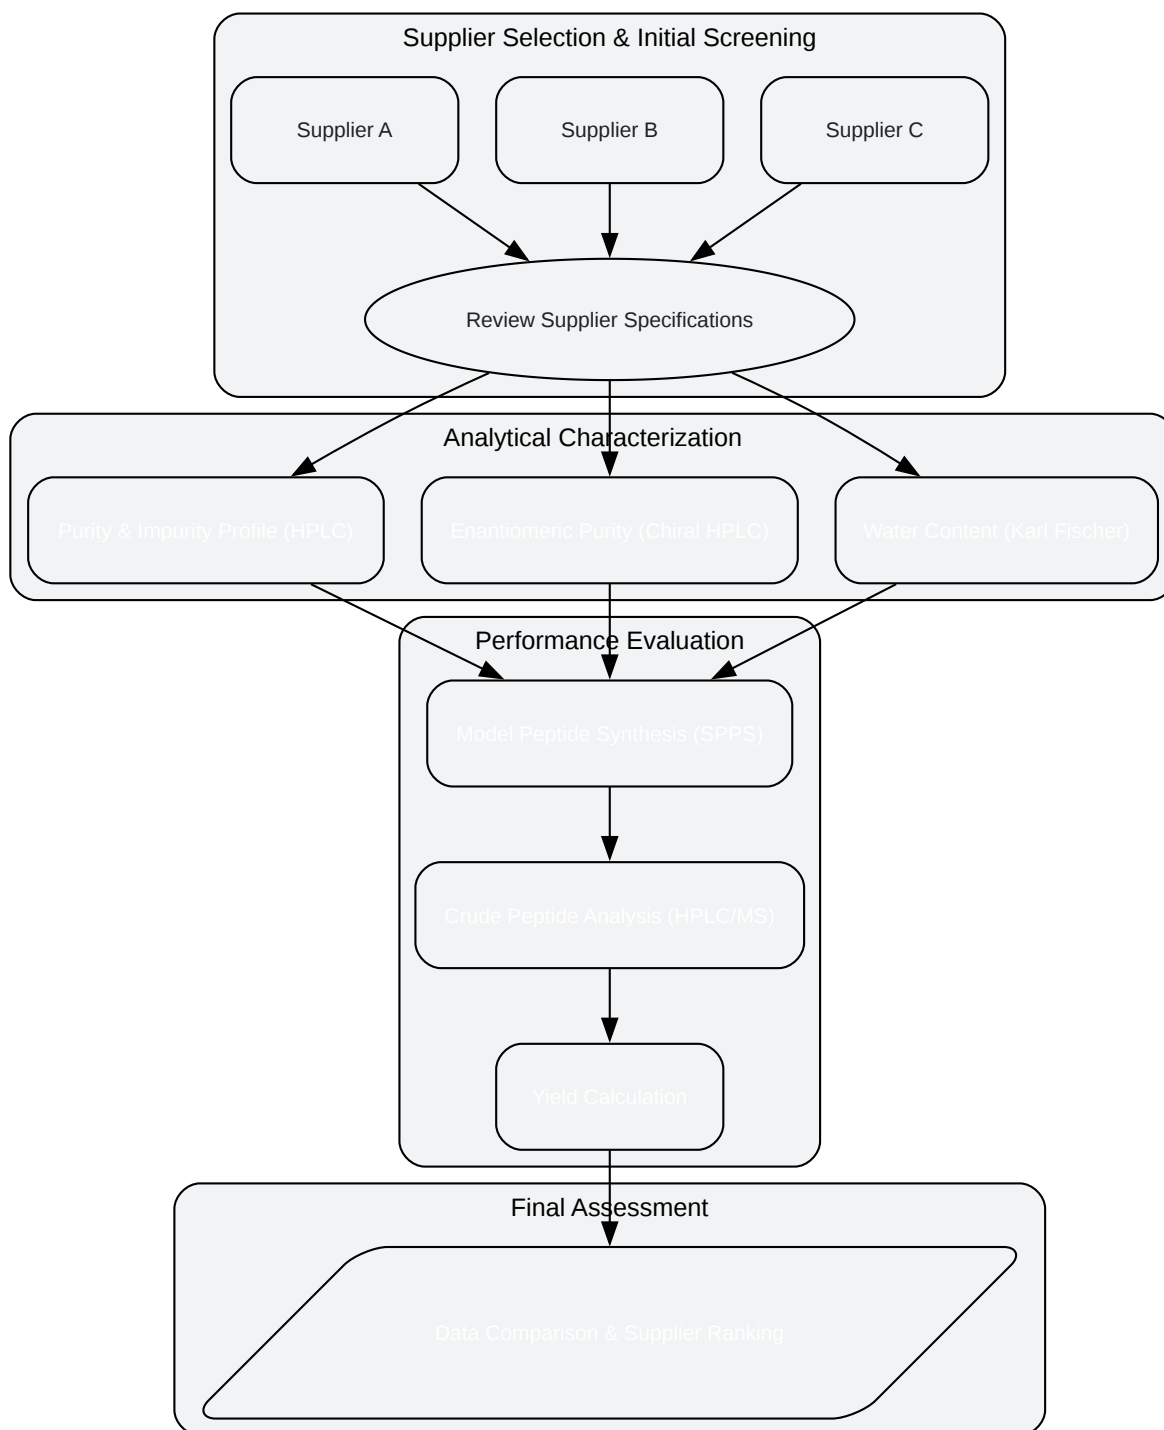 Supplier Selection & Initial Screening
Supplier A
Supplier B
Supplier C
Review Supplier Specifications
Analytical Characterization
Purity & Impurity Profile (HPLC)
Enantiomeric Purity (Chiral HPLC)
Water Content (Karl Fischer)
Performance Evaluation
Model Peptide Synthesis (SPPS)
Crude Peptide Analysis (HPLC/MS)
Yield Calculation
Final Assessment
Data Comparison & Supplier Ranking